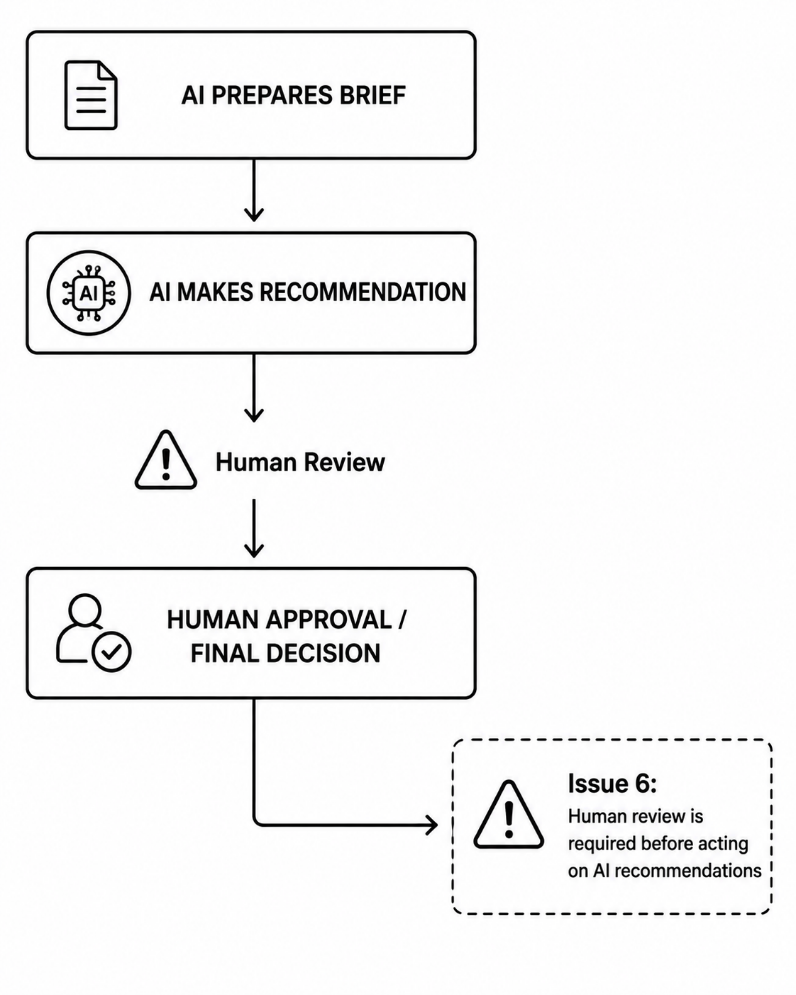 AI PREPARES BRIEF
AI
AI MAKES RECOMMENDATION
Human Review
HUMAN APPROVAL /
FINAL DECISION
Issue 6:
Human review is
required before acting
on AI recommendations